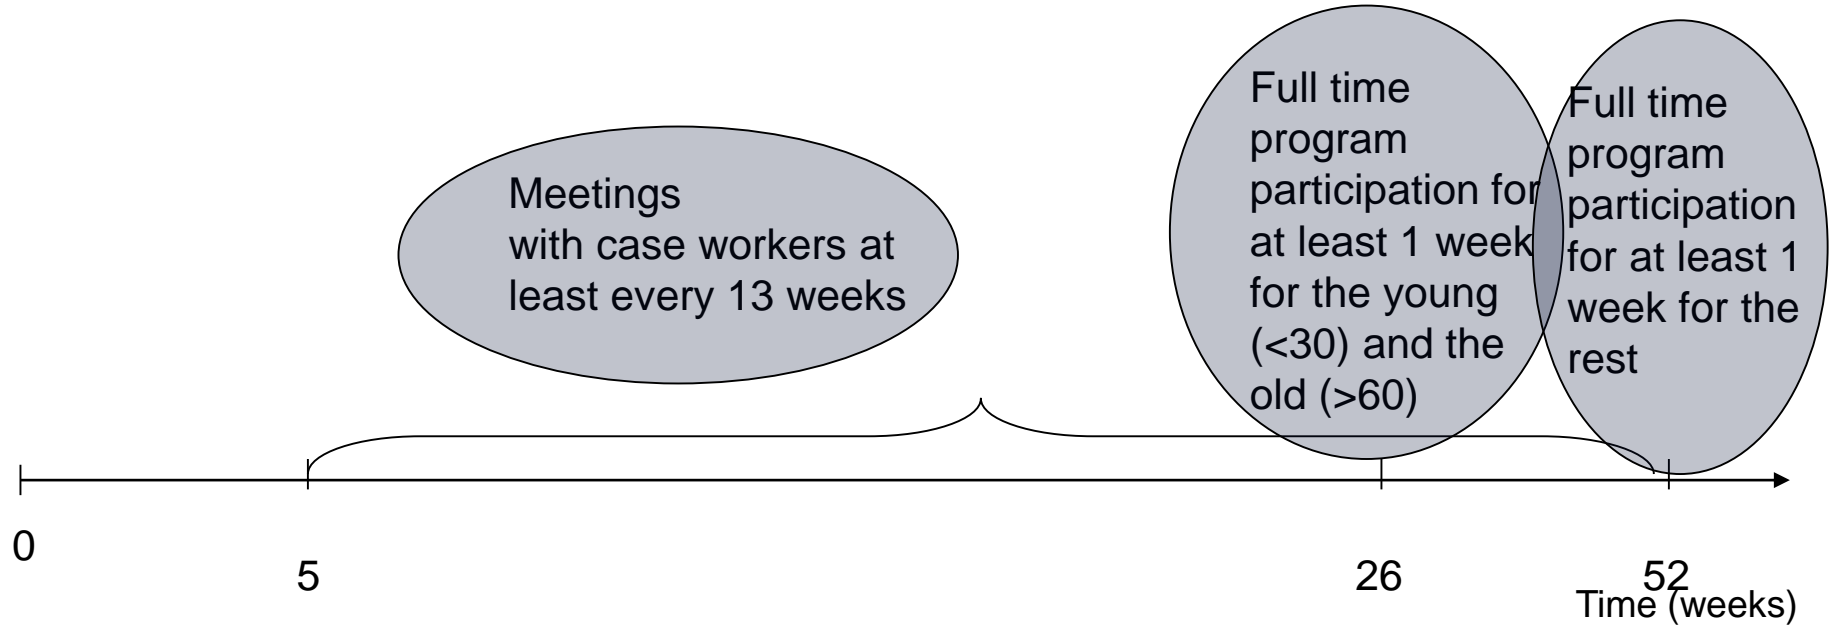 Meetings
with case workers at
least every 13 weeks
Full time
program
participation for
at least 1 week
for the young
(<30) and the
old (>60)
Full time
program
participation
for at least 1
week for the
rest
0
5
26
52
Time (weeks)